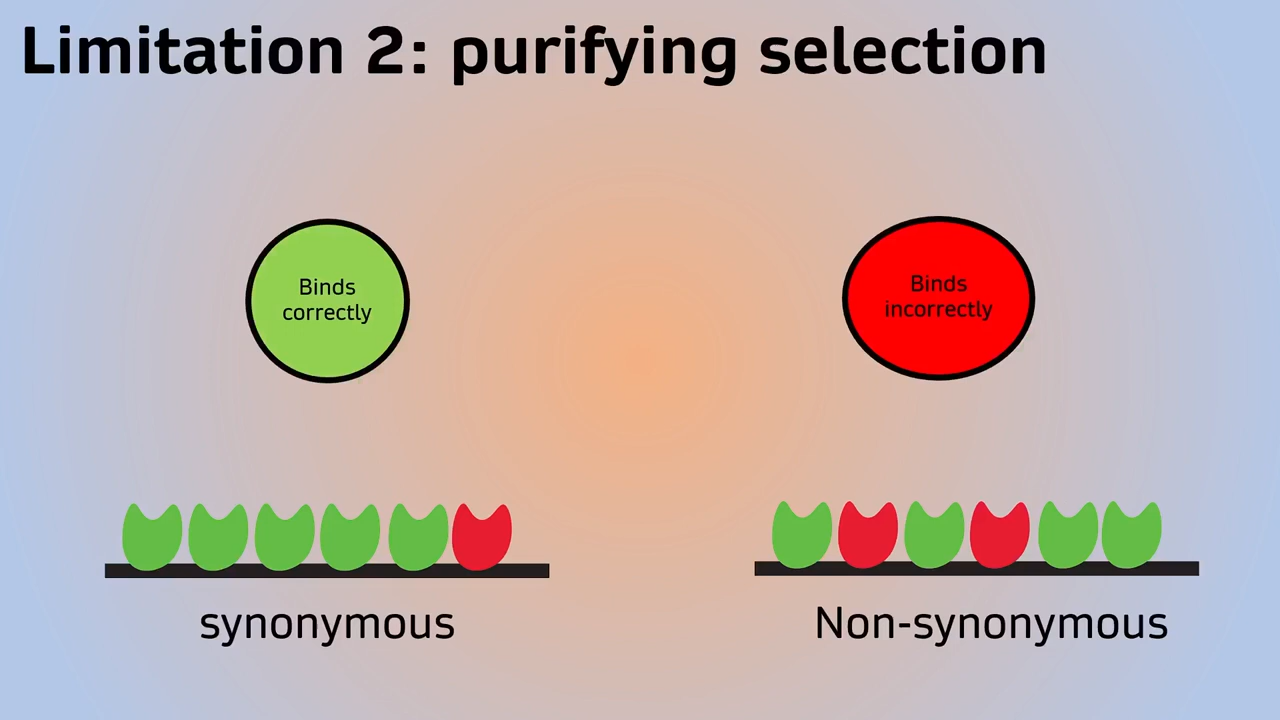 Limitation 2: purifying selection
Binds
correctly
Binds
incorrectly
synonymous
Non-synonymous